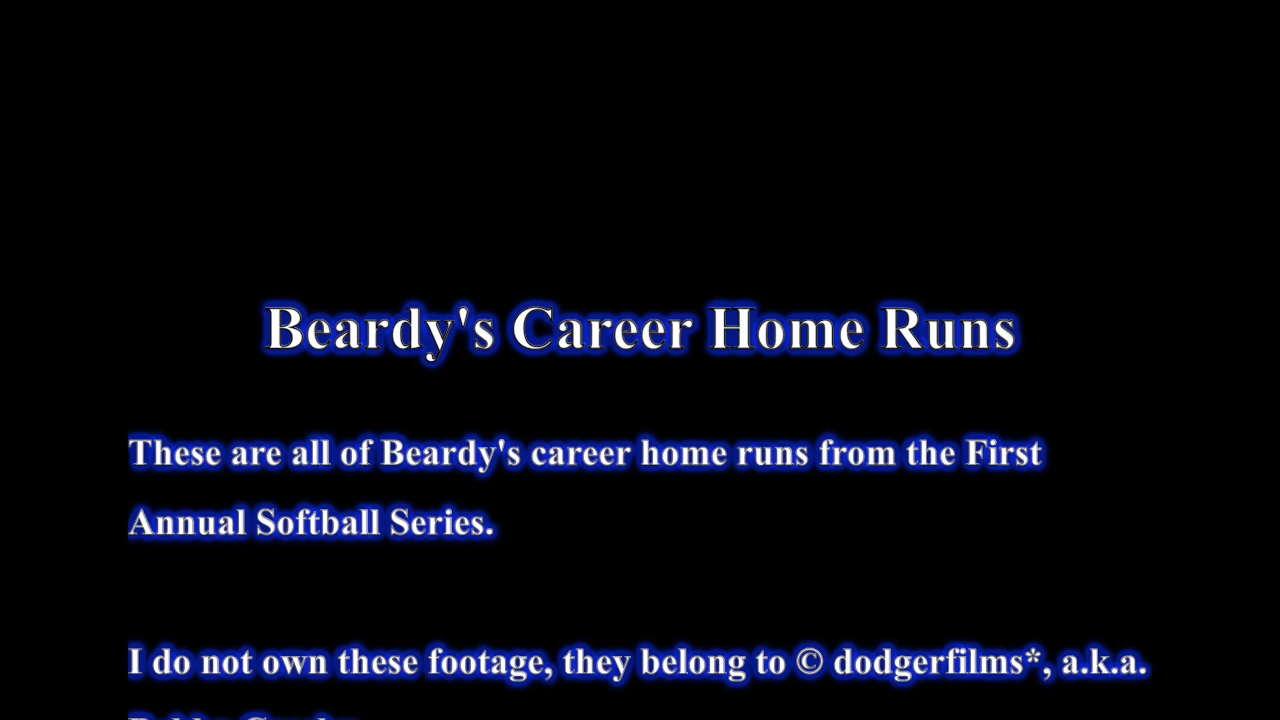 Beardy's Career Home Runs
These are all of Beardy's career home runs from the First
Annual Softball Series.
I do not own these footage, they belong to © dodgerfilms*, a.k.a.